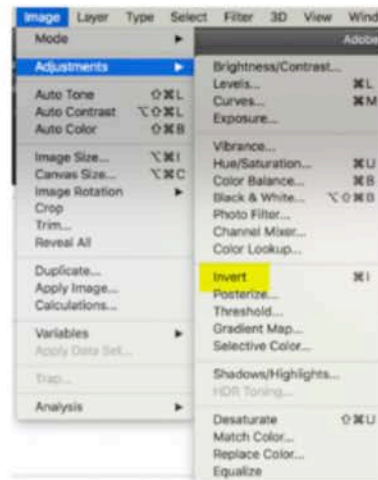 Image Layer Type Select Filter 3D View Wind
Mode
Adobe
Adjustments
Auto Tone ⇧⌘L
Auto Contrast ⌥⇧⌘L
Auto Color ⇧⌘B
Image Size... ⌥⌘I
Canvas Size... ⌥⌘C
Image Rotation
Crop
Trim...
Reveal All
Duplicate...
Apply Image...
Calculations...
Variables
Apply Data Set...
Trap...
Analysis
Brightness/Contrast...
Levels... ⌘L
Curves... ⌘M
Exposure...
Vibrance...
Hue/Saturation... ⌘U
Color Balance... ⌘B
Black & White... ⌥⇧⌘B
Photo Filter...
Channel Mixer...
Color Lookup...
Invert ⌘I
Posterize...
Threshold...
Gradient Map...
Selective Color...
Shadows/Highlights...
HDR Toning...
Desaturate ⇧⌘U
Match Color...
Replace Color...
Equalize